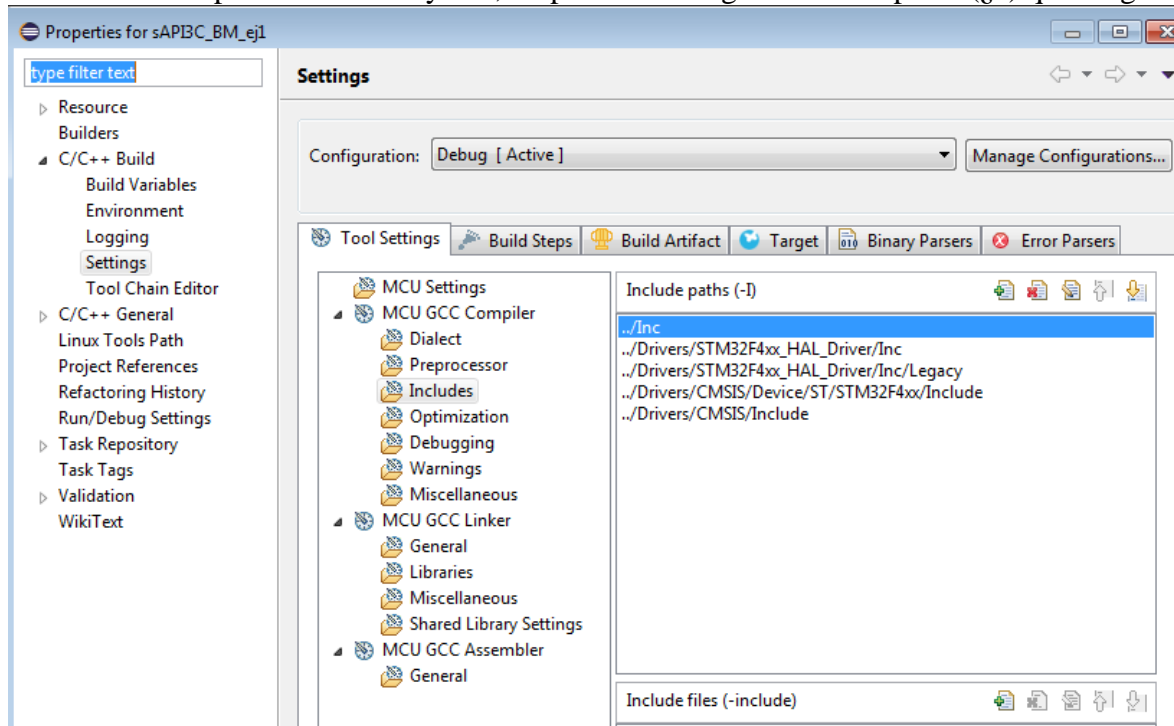 Properties for sAPI3C_BM_ej1
type filter text
Resource
Builders
C/C++ Build
Build Variables
Environment
Logging
Settings
Tool Chain Editor
C/C++ General
Linux Tools Path
Project References
Refactoring History
Run/Debug Settings
Task Repository
Task Tags
Validation
WikiText
Settings
Configuration: Debug [ Active ] Manage Configurations...
Tool Settings Build Steps Build Artifact Target Binary Parsers Error Parsers
MCU Settings
MCU GCC Compiler
Dialect
Preprocessor
Includes
Optimization
Debugging
Warnings
Miscellaneous
MCU GCC Linker
General
Libraries
Miscellaneous
Shared Library Settings
MCU GCC Assembler
General
Include paths (-I)
../Inc
../Drivers/STM32F4xx_HAL_Driver/Inc
../Drivers/STM32F4xx_HAL_Driver/Inc/Legacy
../Drivers/CMSIS/Device/ST/STM32F4xx/Include
../Drivers/CMSIS/Include
Include files (-include)